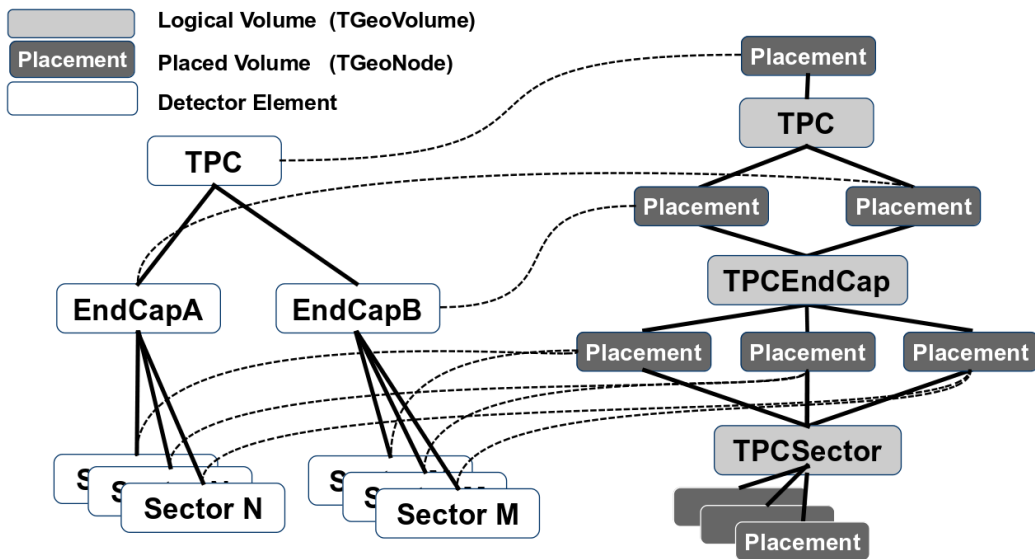 Logical Volume (TGeoVolume)
Placement
Placed Volume (TGeoNode)
Detector Element
Placement
TPC
TPC
Placement
Placement
EndCapA
EndCapB
TPCEndCap
Placement
Placement
Placement
TPCSector
S
S
Sector N
S
S
Sector M
Placement